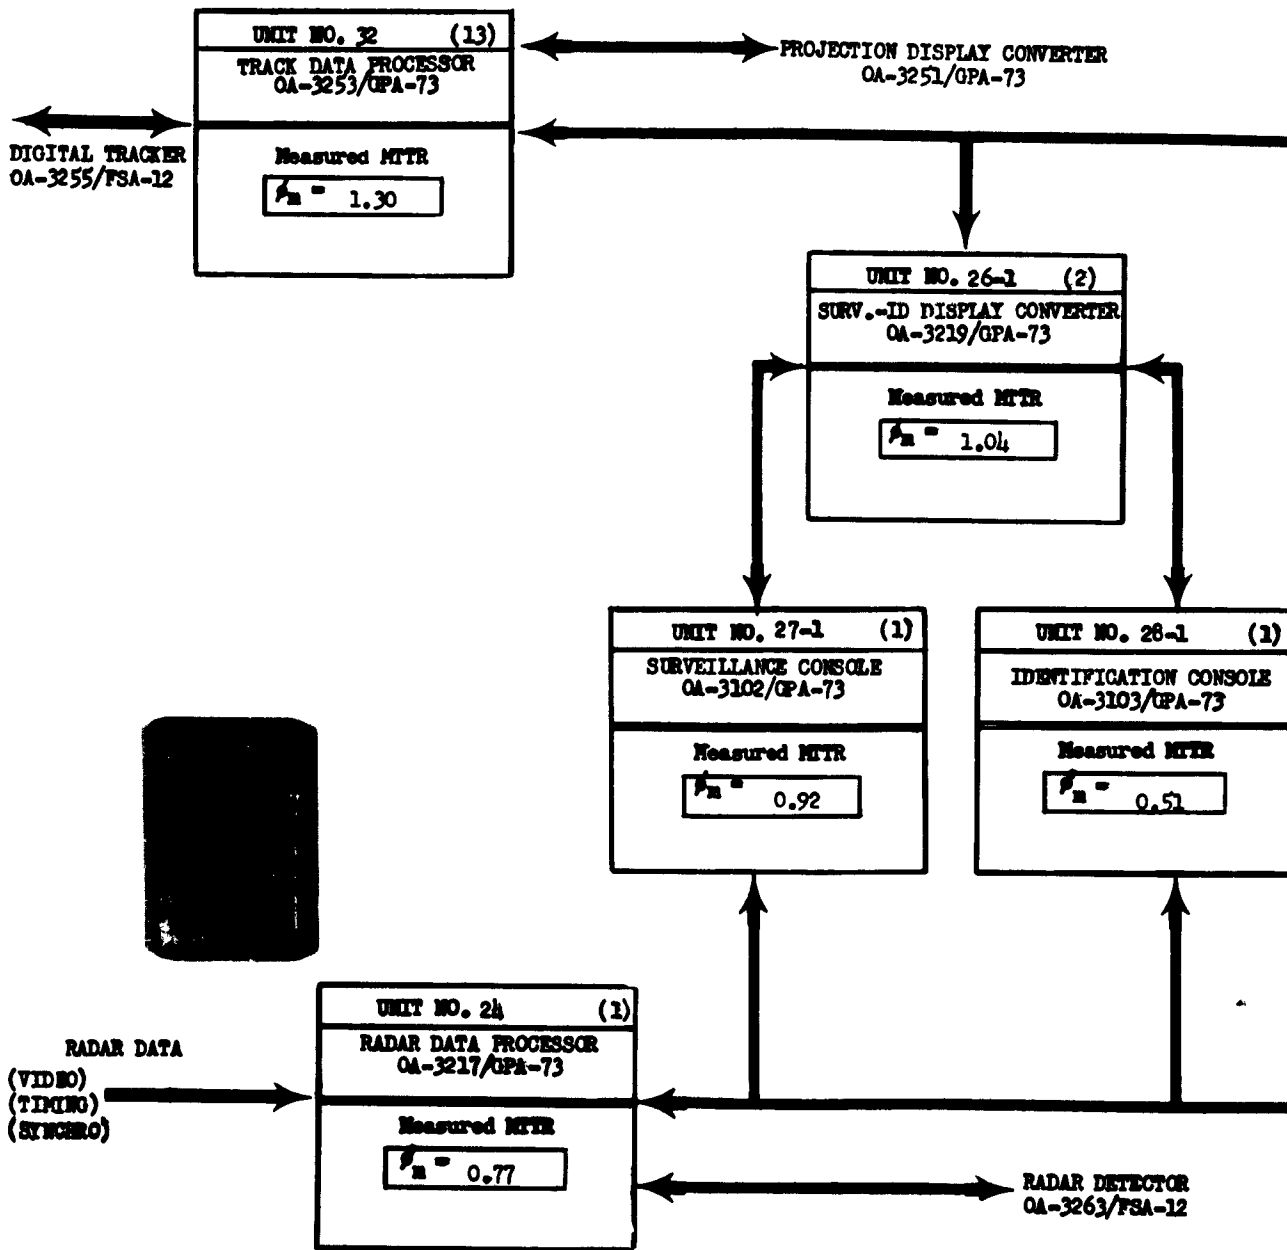 UNIT NO. 32 (13)
TRACK DATA PROCESSOR
OA-3253/GPA-73
Measured MTTR
ϕm = 1.30
PROJECTION DISPLAY CONVERTER
OA-3251/GPA-73
DIGITAL TRACKER
OA-3255/FSA-12
UNIT NO. 26-1 (2)
SURV.-ID DISPLAY CONVERTER
OA-3219/GPA-73
Measured MTTR
ϕm = 1.04
UNIT NO. 27-1 (1)
SURVEILLANCE CONSOLE
OA-3102/GPA-73
Measured MTTR
ϕm = 0.92
UNIT NO. 28-1 (1)
IDENTIFICATION CONSOLE
OA-3103/GPA-73
Measured MTTR
ϕm = 0.51
UNIT NO. 24 (1)
RADAR DATA PROCESSOR
OA-3217/GPA-73
Measured MTTR
ϕm = 0.77
RADAR DATA
(VIDEO)
(TIMING)
(SYNCHRO)
RADAR DETECTOR
OA-3263/FSA-12